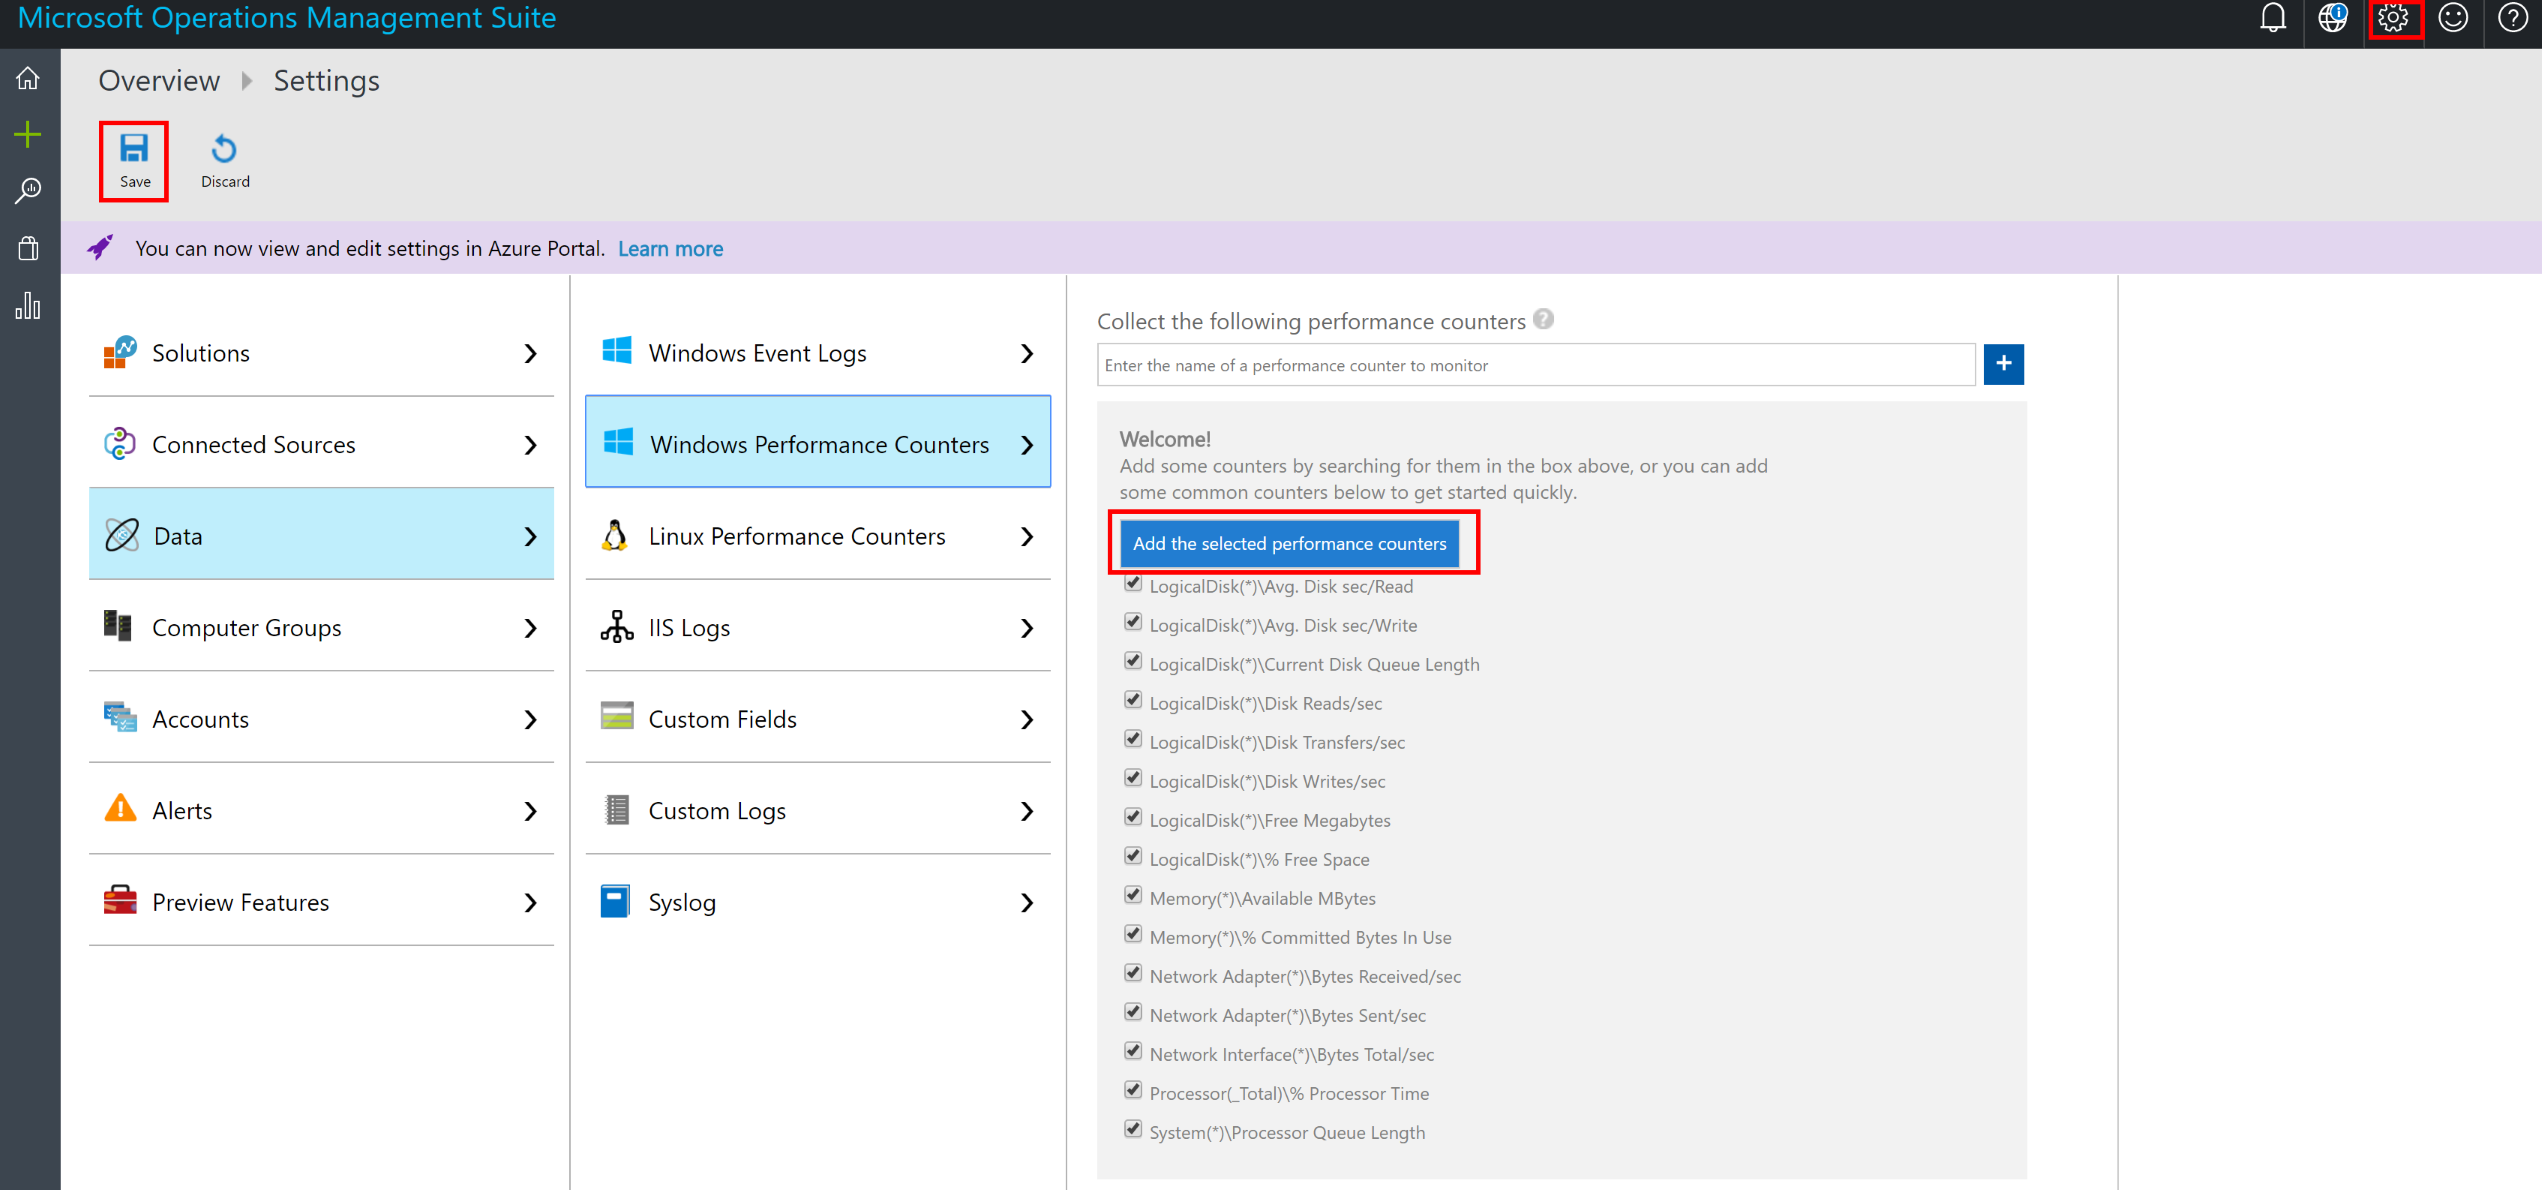 Microsoft Operations Management Suite
Overview
Settings
Save
Discard
You can now view and edit settings in Azure Portal. Learn more
Solutions
Connected Sources
Data
Computer Groups
Accounts
Alerts
Preview Features
Windows Event Logs
Windows Performance Counters
Linux Performance Counters
IIS Logs
Custom Fields
Custom Logs
Syslog
Collect the following performance counters ?
Enter the name of a performance counter to monitor
+
Welcome!
Add some counters by searching for them in the box above, or you can add
some common counters below to get started quickly.
Add the selected performance counters
LogicalDisk(*)\Avg. Disk sec/Read
LogicalDisk(*)\Avg. Disk sec/Write
LogicalDisk(*)\Current Disk Queue Length
LogicalDisk(*)\Disk Reads/sec
LogicalDisk(*)\Disk Transfers/sec
LogicalDisk(*)\Disk Writes/sec
LogicalDisk(*)\Free Megabytes
LogicalDisk(*)\% Free Space
Memory(*)\Available MBytes
Memory(*)\% Committed Bytes In Use
Network Adapter(*)\Bytes Received/sec
Network Adapter(*)\Bytes Sent/sec
Network Interface(*)\Bytes Total/sec
Processor(_Total)\% Processor Time
System(*)\Processor Queue Length